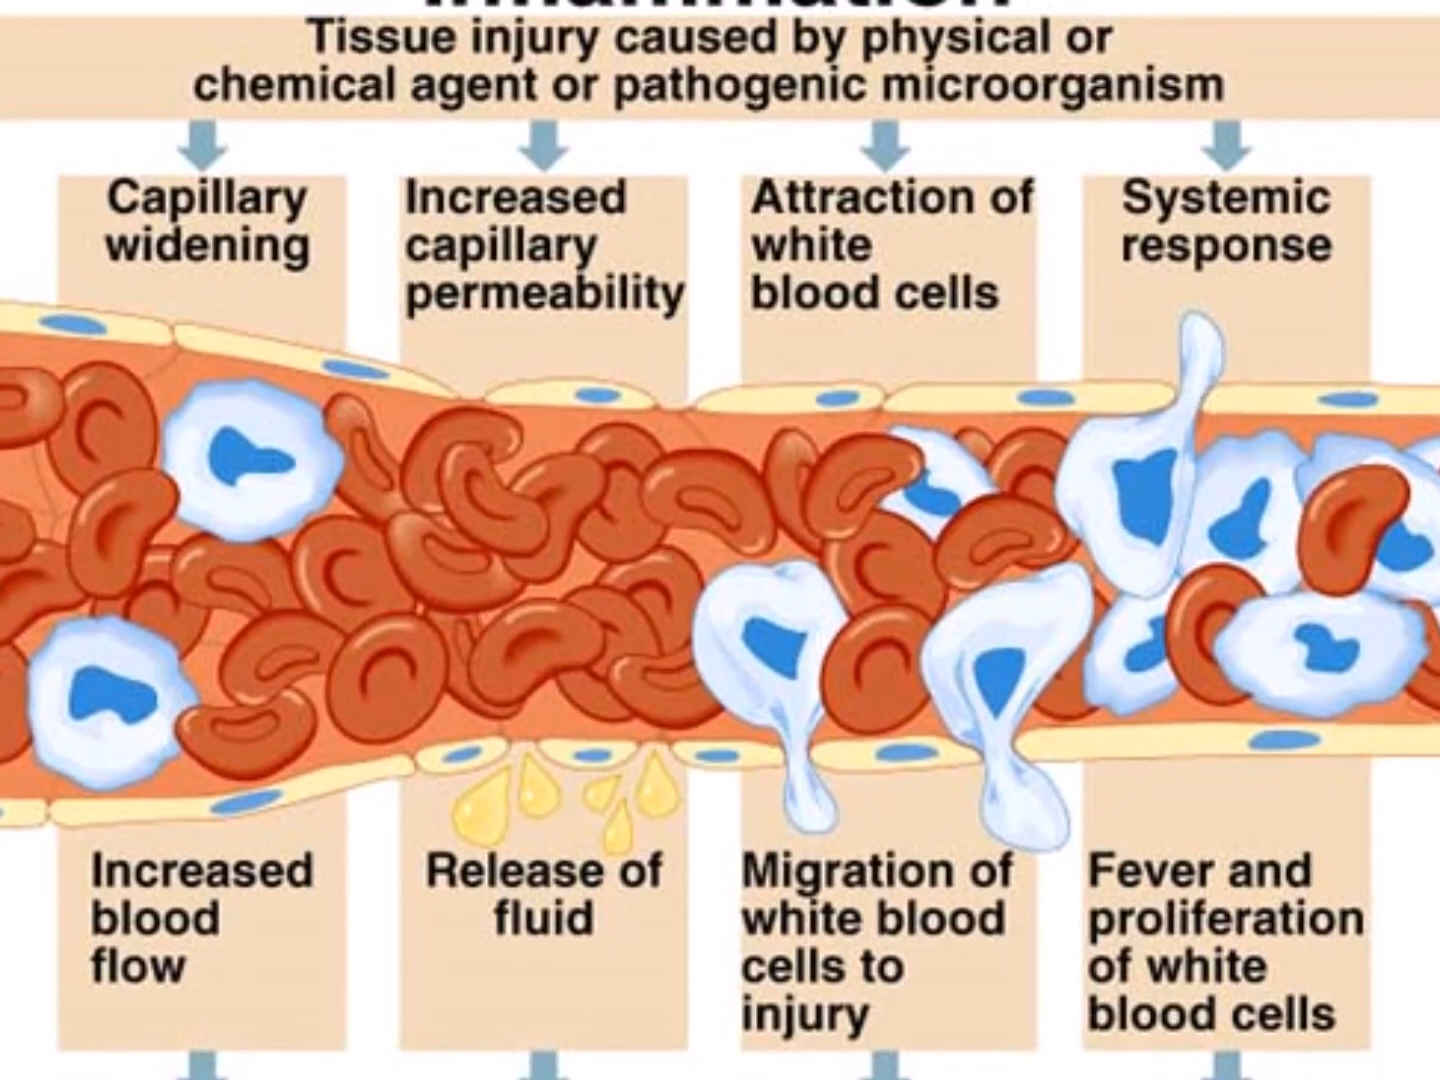 Tissue injury caused by physical or
chemical agent or pathogenic microorganism
Capillary
widening
Increased
capillary
permeability
Attraction of
white
blood cells
Systemic
response
Increased
blood
flow
Release of
fluid
Migration of
white blood
cells to
injury
Fever and
proliferation
of white
blood cells